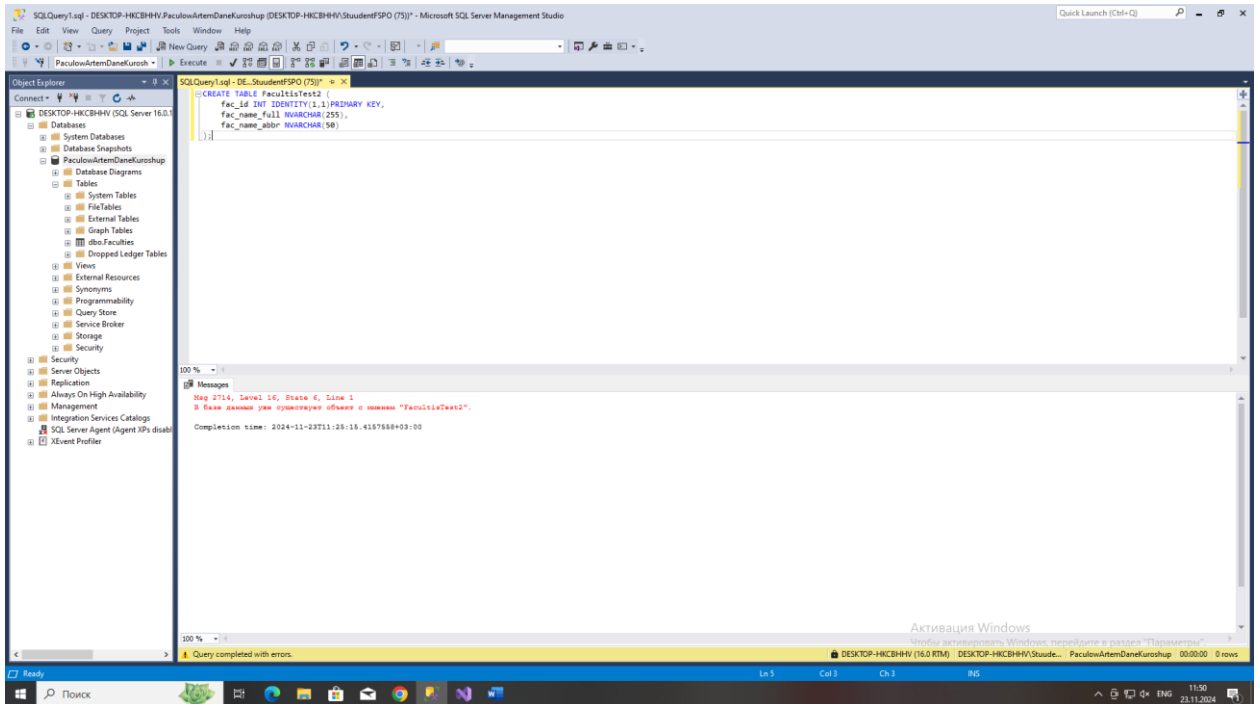 SQLQuery1.sql - DESKTOP-HKCBHHV.PaculowArtemDaneKuroshup (DESKTOP-HKCBHHV\StuudentFSPO (75))* - Microsoft SQL Server Management Studio
Quick Launch (Ctrl+Q)
File Edit View Query Project Tools Window Help
New Query
PaculowArtemDaneKurosh
Execute
Object Explorer
SQLQuery1.sql - DE...StuudentFSPO (75))*
Connect
DESKTOP-HKCBHHV (SQL Server 16.0.1
Databases
System Databases
Database Snapshots
PaculowArtemDaneKuroshup
Database Diagrams
Tables
System Tables
FileTables
External Tables
Graph Tables
dbo.Faculties
Dropped Ledger Tables
Views
External Resources
Synonyms
Programmability
Query Store
Service Broker
Storage
Security
Security
Server Objects
Replication
Always On High Availability
Management
Integration Services Catalogs
SQL Server Agent (Agent XPs disabl
XEvent Profiler
CREATE TABLE FacultisTest2 (
fac_id INT IDENTITY(1,1)PRIMARY KEY,
fac_name_full NVARCHAR(255),
fac_name_abbr NVARCHAR(50)
);
100 %
Messages
Msg 2714, Level 16, State 6, Line 1
В базе данных уже существует объект с именем "FacultisTest2".
Completion time: 2024-11-23T11:25:15.4157558+03:00
100 %
Активация Windows
Чтобы активировать Windows, перейдите в раздел "Параметры".
Query completed with errors.
DESKTOP-HKCBHHV (16.0 RTM) DESKTOP-HKCBHHV\Stuude... PaculowArtemDaneKuroshup 00:00:00 0 rows
Ready
Ln 5 Col 3 Ch 3 INS
Поиск
ENG
11:50
23.11.2024